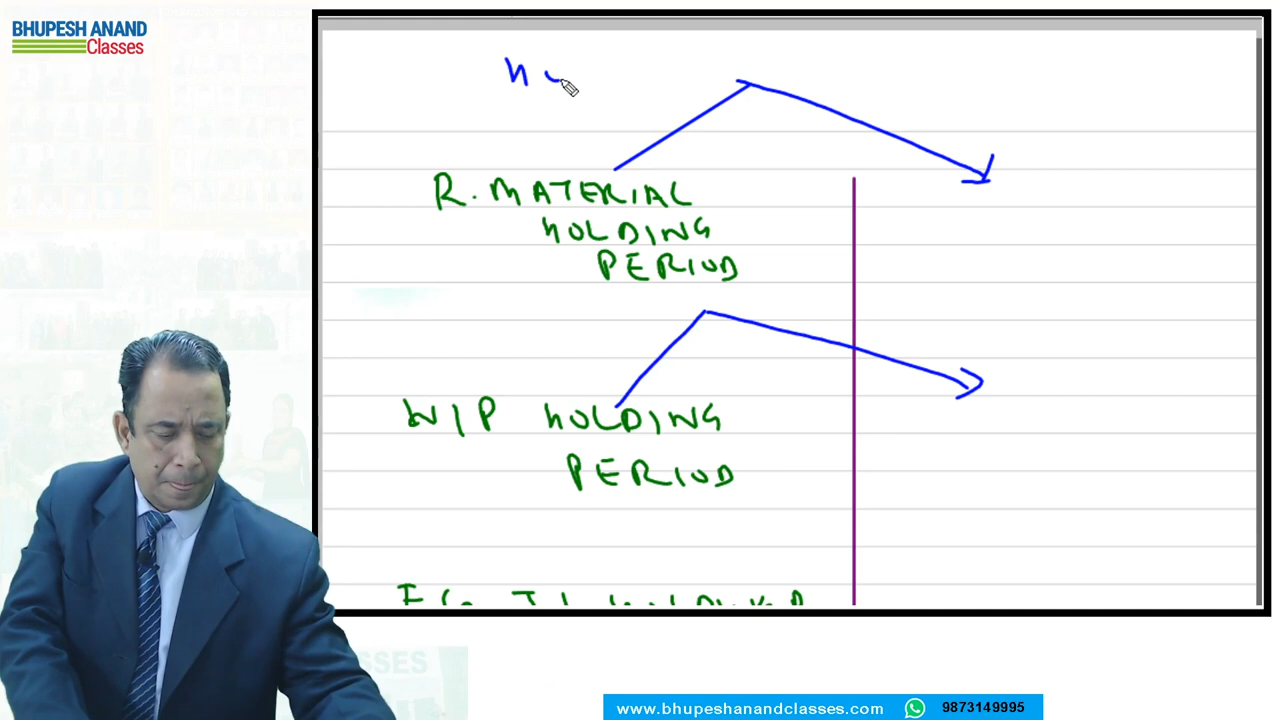 BHUPESH ANAND
Classes
R. MATERIAL
HOLDING
PERIOD
WIP HOLDING
PERIOD
www.bhupeshanandclasses.com 9873149995